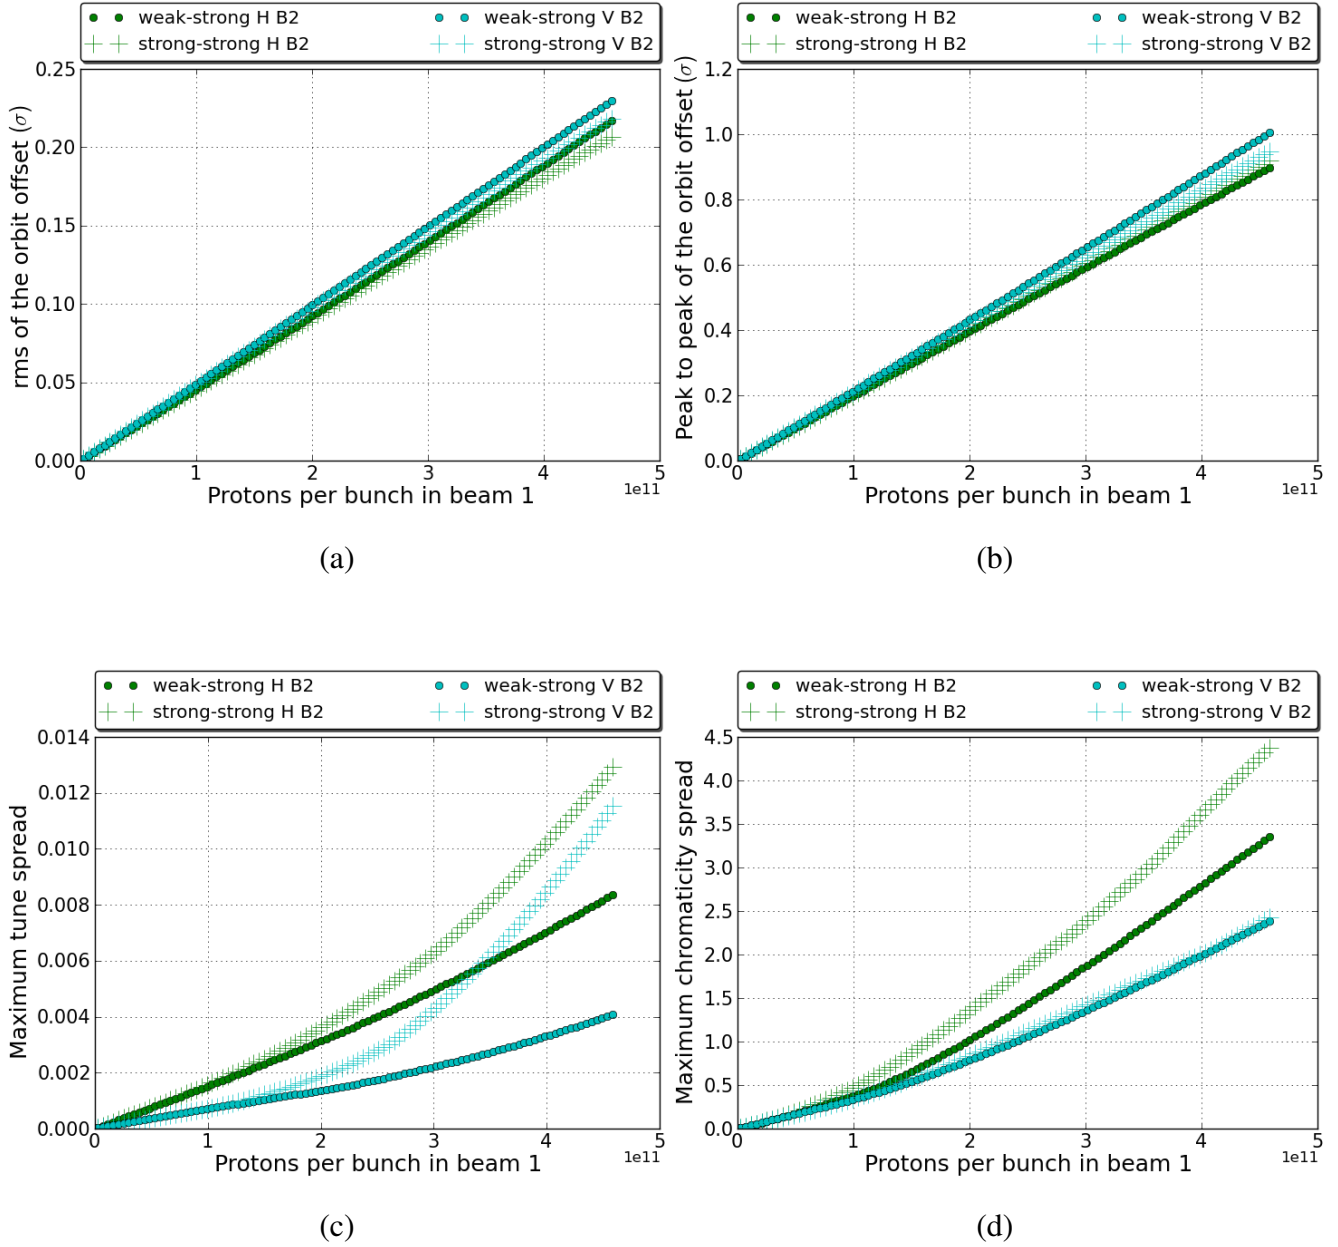 weak-strong H B2
strong-strong H B2
weak-strong V B2
strong-strong V B2
0.25
0.20
0.15
0.10
0.05
0.00
rms of the orbit offset (σ)
0 1 2 3 4 5
1e11
Protons per bunch in beam 1
(a)
weak-strong H B2
strong-strong H B2
weak-strong V B2
strong-strong V B2
1.2
1.0
0.8
0.6
0.4
0.2
0.0
Peak to peak of the orbit offset (σ)
0 1 2 3 4 5
1e11
Protons per bunch in beam 1
(b)
weak-strong H B2
strong-strong H B2
weak-strong V B2
strong-strong V B2
0.014
0.012
0.010
0.008
0.006
0.004
0.002
0.000
Maximum tune spread
0 1 2 3 4 5
1e11
Protons per bunch in beam 1
(c)
weak-strong H B2
strong-strong H B2
weak-strong V B2
strong-strong V B2
4.5
4.0
3.5
3.0
2.5
2.0
1.5
1.0
0.5
0.0
Maximum chromaticity spread
0 1 2 3 4 5
1e11
Protons per bunch in beam 1
(d)